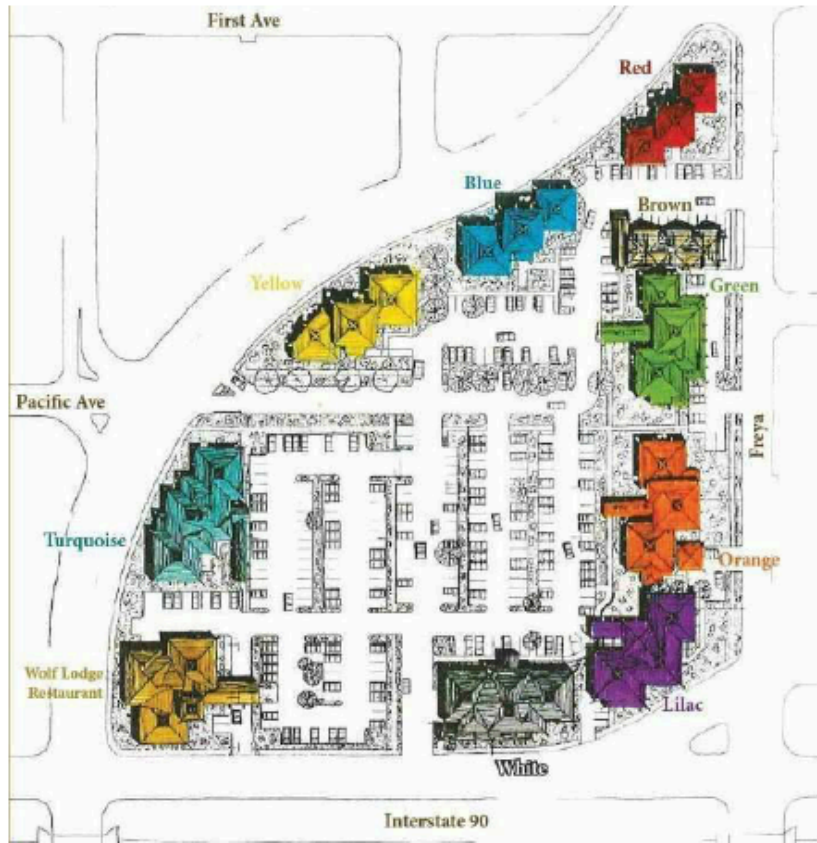 First Ave
Red
Blue
Brown
Yellow
Green
Pacific Ave
Freya
Turquoise
Orange
Wolf Lodge
Restaurant
Lilac
White
Interstate 90